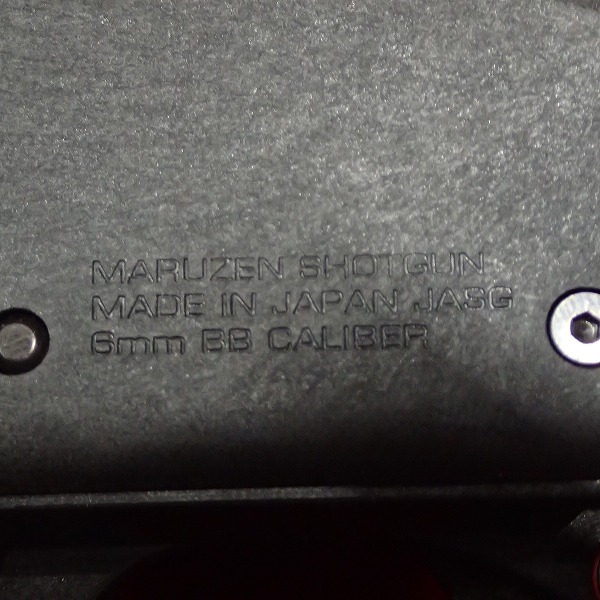 MARUZEN SHOTGUN
MADE IN JAPAN JASG
6mm BB CALIBER